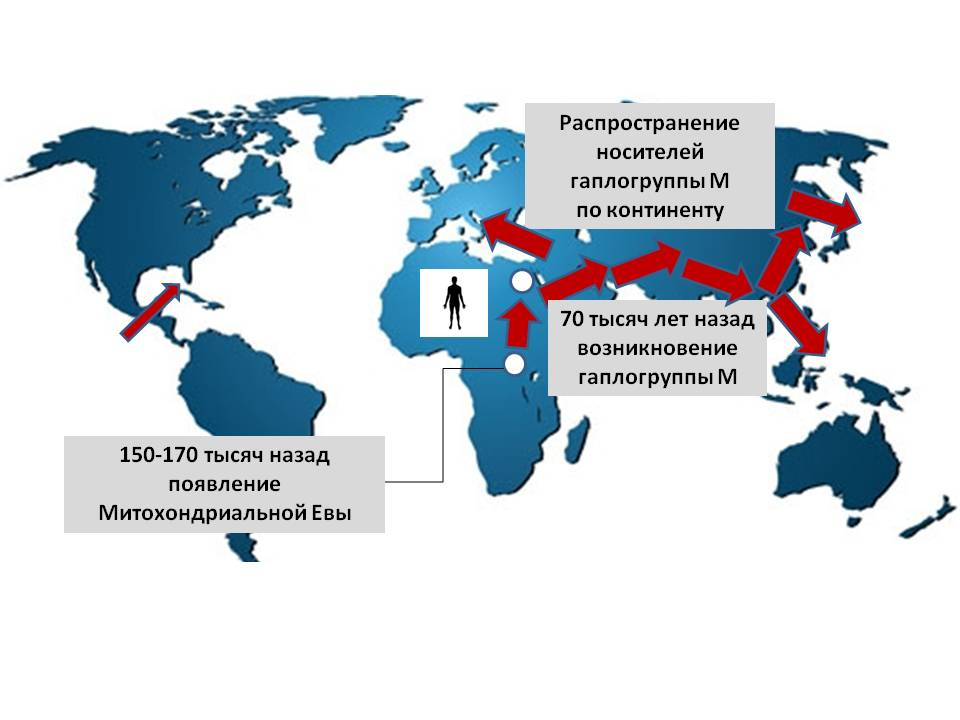 Распространение
носителей
гаплогруппы М
по континенту
70 тысяч лет назад
возникновение
гаплогруппы М
150-170 тысяч назад
появление
Митохондриальной Евы